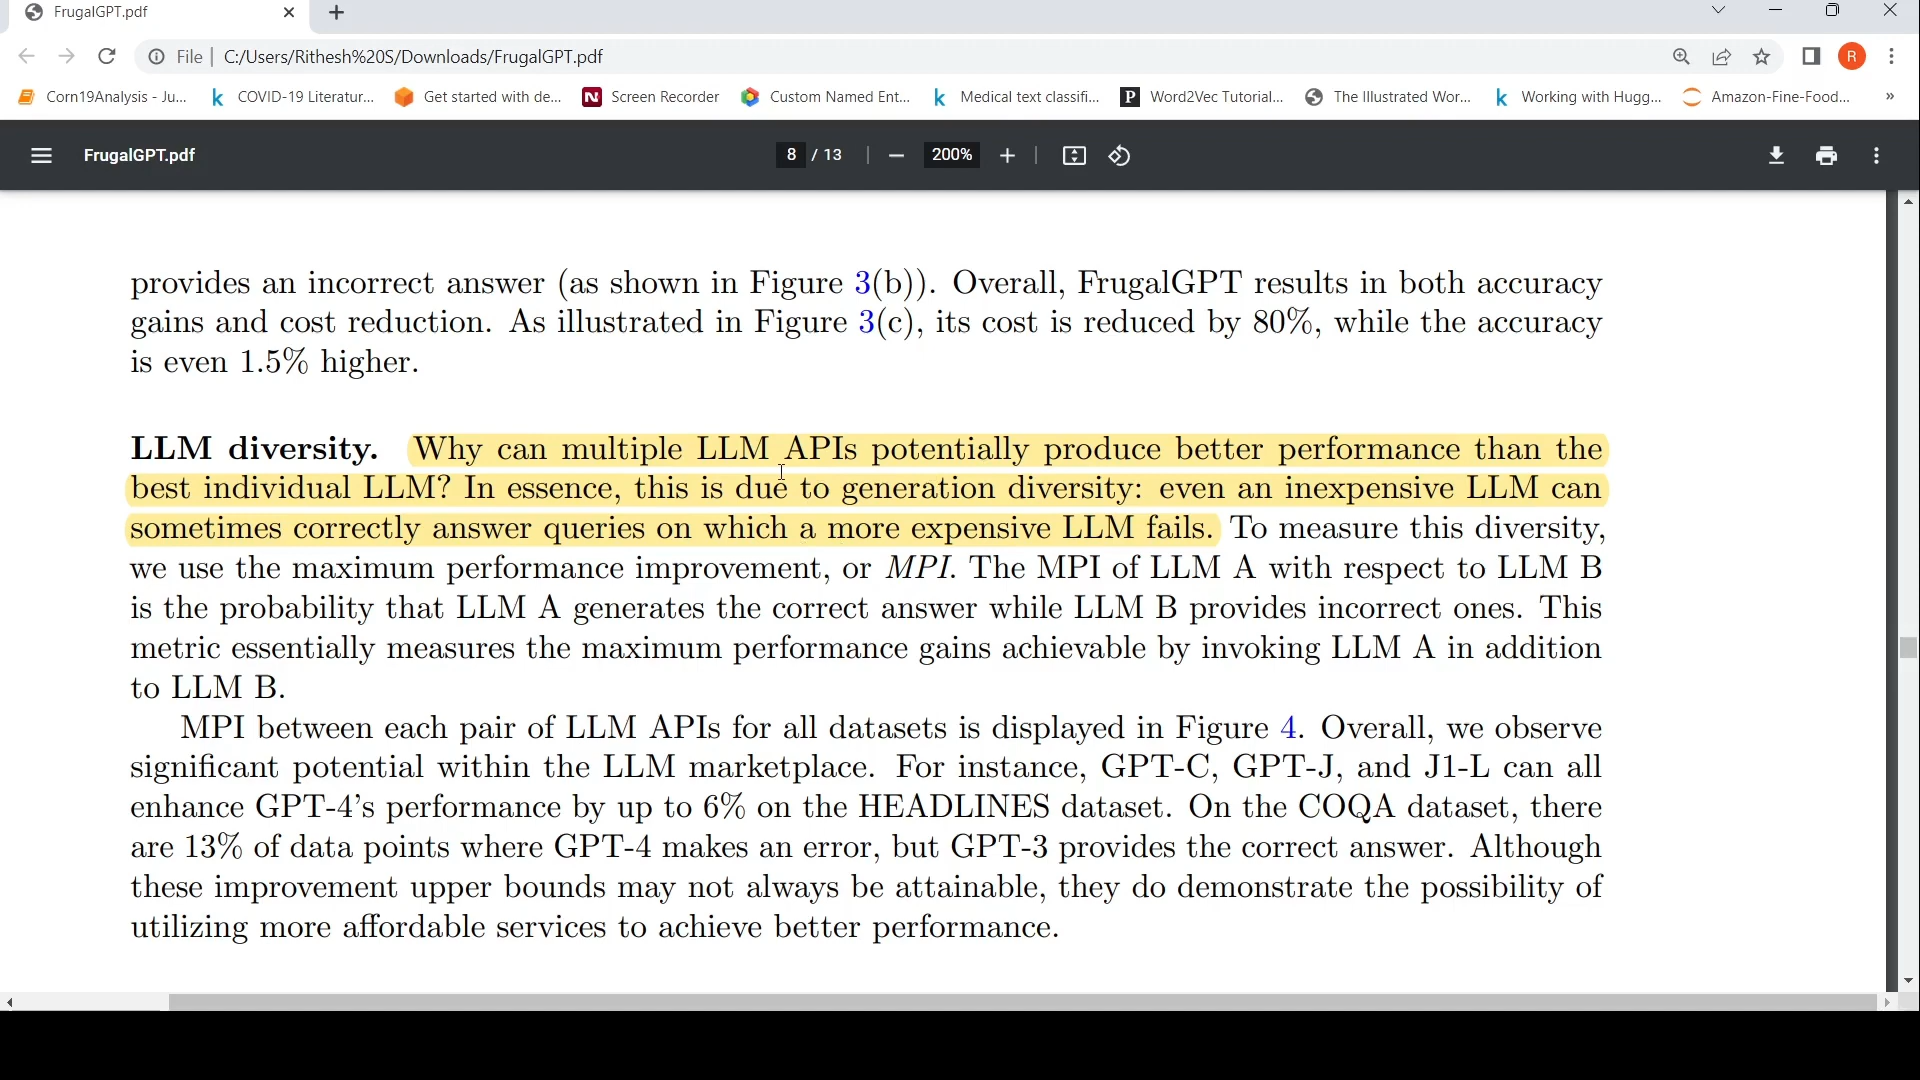 FrugalGPT.pdf
File | C:/Users/Rithesh%20S/Downloads/FrugalGPT.pdf
R
Corn19Analysis - Ju...
COVID-19 Literatur...
Get started with de...
Screen Recorder
Custom Named Ent...
Medical text classifi...
Word2Vec Tutorial...
The Illustrated Wor...
Working with Hugg...
Amazon-Fine-Food...
»
FrugalGPT.pdf
8 / 13
200%
provides an incorrect answer (as shown in Figure 3(b)). Overall, FrugalGPT results in both accuracy
gains and cost reduction. As illustrated in Figure 3(c), its cost is reduced by 80%, while the accuracy
is even 1.5% higher.
LLM diversity. Why can multiple LLM APIs potentially produce better performance than the
best individual LLM? In essence, this is due to generation diversity: even an inexpensive LLM can
sometimes correctly answer queries on which a more expensive LLM fails. To measure this diversity,
we use the maximum performance improvement, or MPI. The MPI of LLM A with respect to LLM B
is the probability that LLM A generates the correct answer while LLM B provides incorrect ones. This
metric essentially measures the maximum performance gains achievable by invoking LLM A in addition
to LLM B.
MPI between each pair of LLM APIs for all datasets is displayed in Figure 4. Overall, we observe
significant potential within the LLM marketplace. For instance, GPT-C, GPT-J, and J1-L can all
enhance GPT-4's performance by up to 6% on the HEADLINES dataset. On the COQA dataset, there
are 13% of data points where GPT-4 makes an error, but GPT-3 provides the correct answer. Although
these improvement upper bounds may not always be attainable, they do demonstrate the possibility of
utilizing more affordable services to achieve better performance.